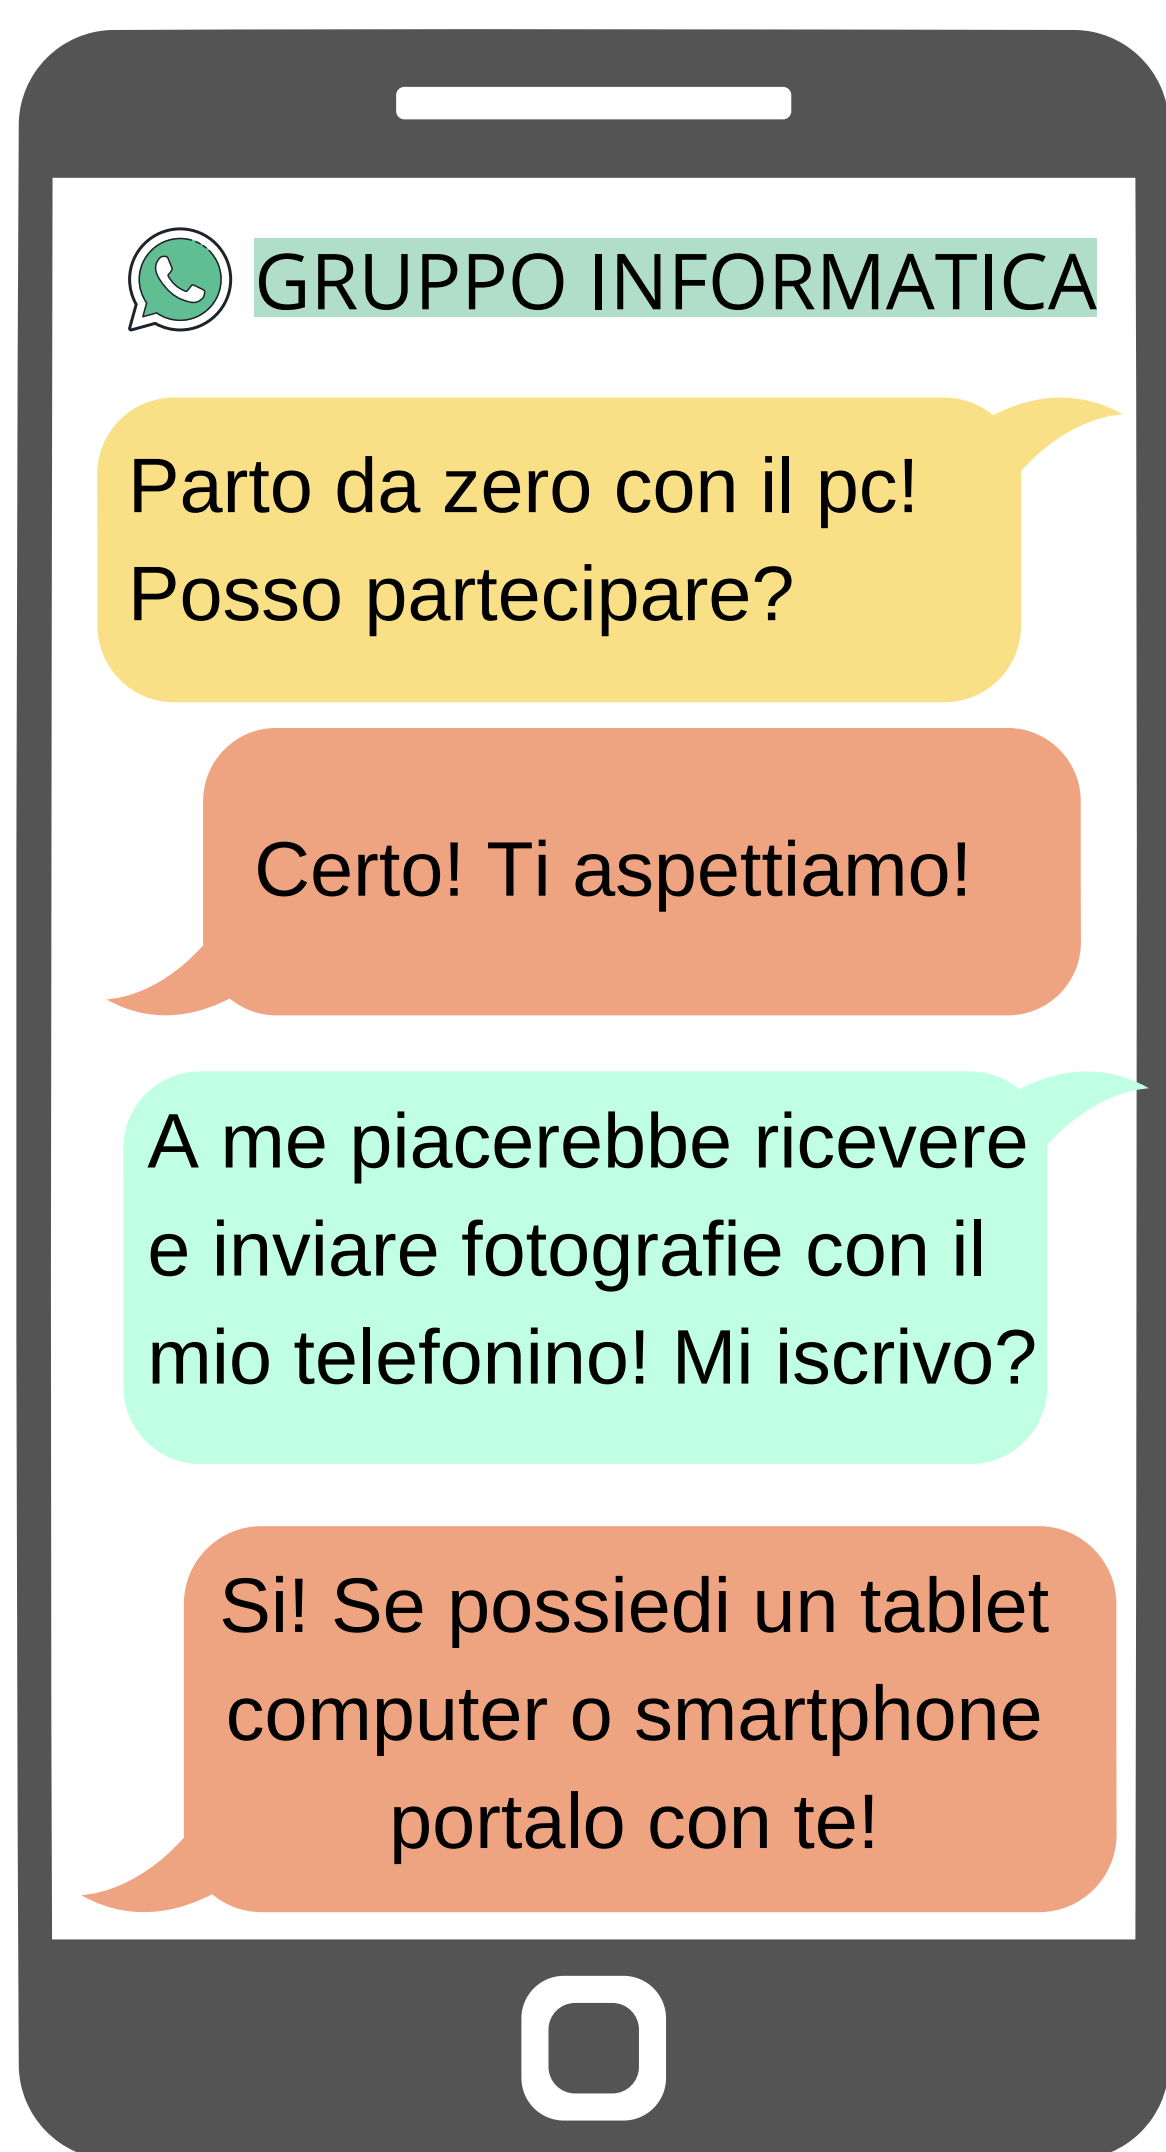 GRUPPO INFORMATICA
Parto da zero con il pc!
Posso partecipare?
Certo! Ti aspettiamo!
A me piacerebbe ricevere
e inviare fotografie con il
mio telefonino! Mi iscrivo?
Si! Se possiedi un tablet
computer o smartphone
portalo con te!